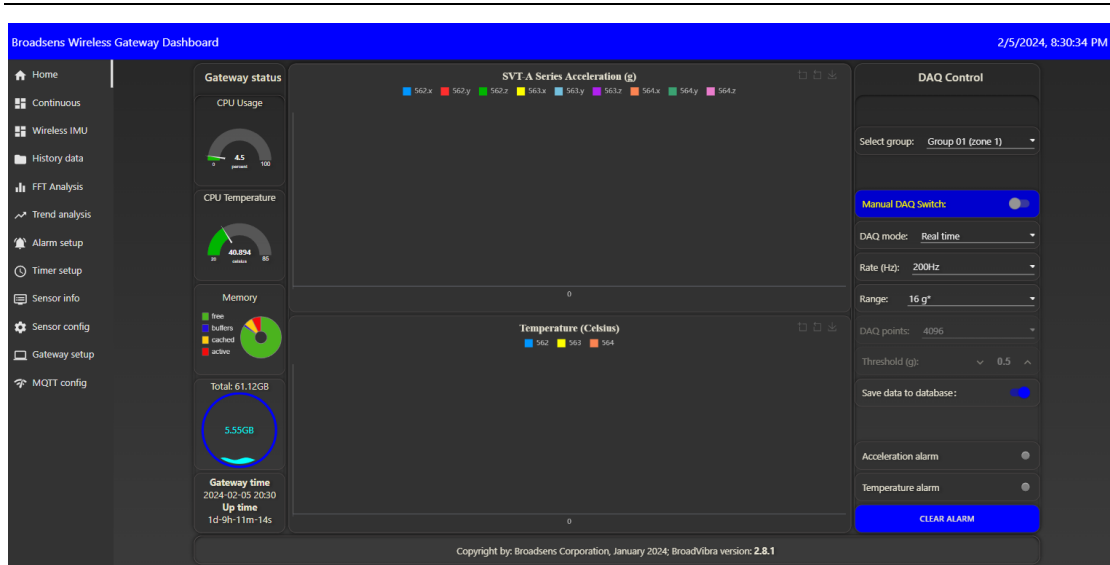 Broadsens Wireless Gateway Dashboard
2/5/2024, 8:30:34 PM
Home
Continuous
Wireless IMU
History data
FFT Analysis
Trend analysis
Alarm setup
Timer setup
Sensor info
Sensor config
Gateway setup
MQTT config
Gateway status
CPU Usage
4.5
0 percent 100
CPU Temperature
40.894
20 celsius 85
Memory
free
buffers
cached
active
Total: 61.12GB
5.55GB
Gateway time
2024-02-05 20:30
Up time
1d-9h-11m-14s
SVT-A Series Acceleration (g)
562.x 562.y 562.z 563.x 563.y 563.z 564.x 564.y 564.z
0
Temperature (Celsius)
562 563 564
0
DAQ Control
Select group: Group 01 (zone 1)
Manual DAQ Switch:
DAQ mode: Real time
Rate (Hz): 200Hz
Range: 16 g*
DAQ points: 4096
Threshold (g): 0.5
Save data to database:
Acceleration alarm
Temperature alarm
CLEAR ALARM
Copyright by: Broadsens Corporation, January 2024; BroadVibra version: 2.8.1